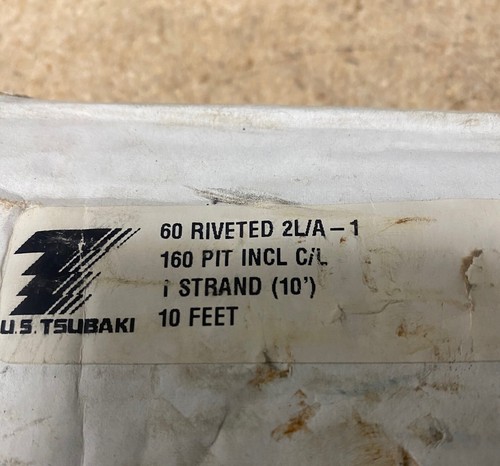 60 RIVETED 2L/A-1
160 PIT INCL C/L
1 STRAND (10')
10 FEET
U.S. TSUBAKI